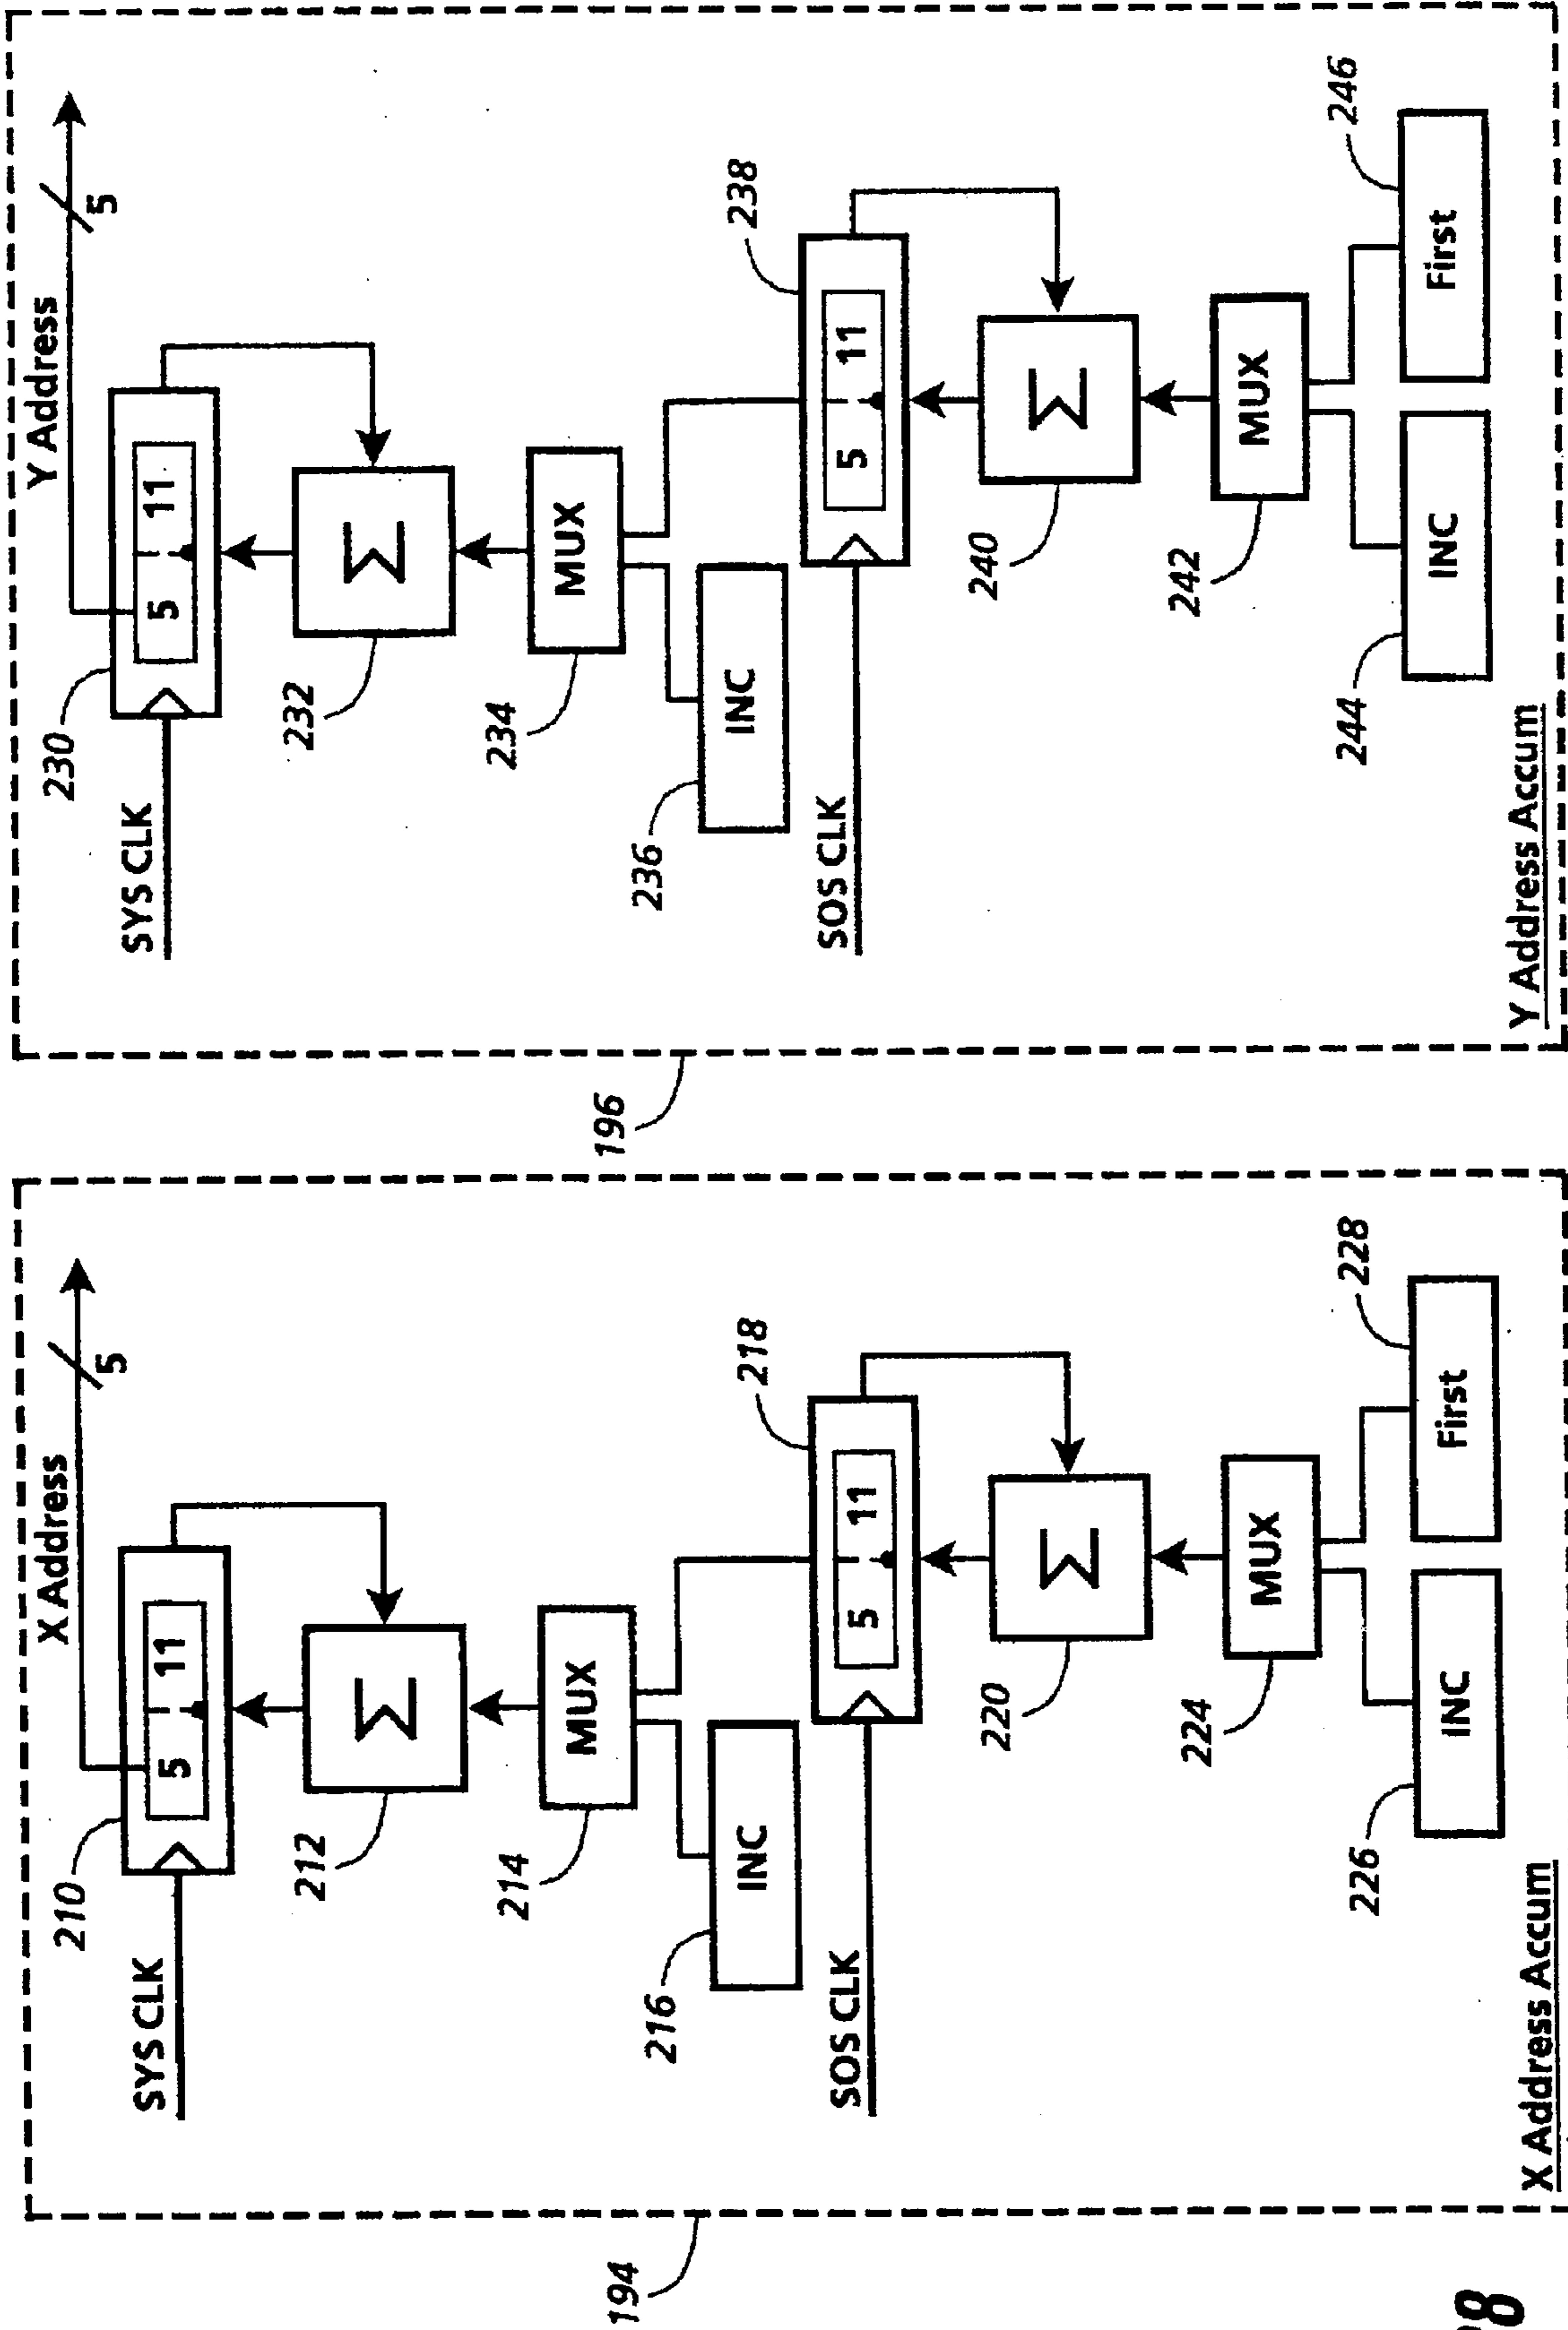 194
X Address
5
210
5 11
SYS CLK
212
Σ
214
MUX
216
INC
218
5 11
SOS CLK
220
Σ
224
MUX
226
INC
228
First
X Address Accum
196
Y Address
5
230
5 11
SYS CLK
232
Σ
234
MUX
236
INC
238
5 11
SOS CLK
240
Σ
242
MUX
244
INC
246
First
Y Address Accum